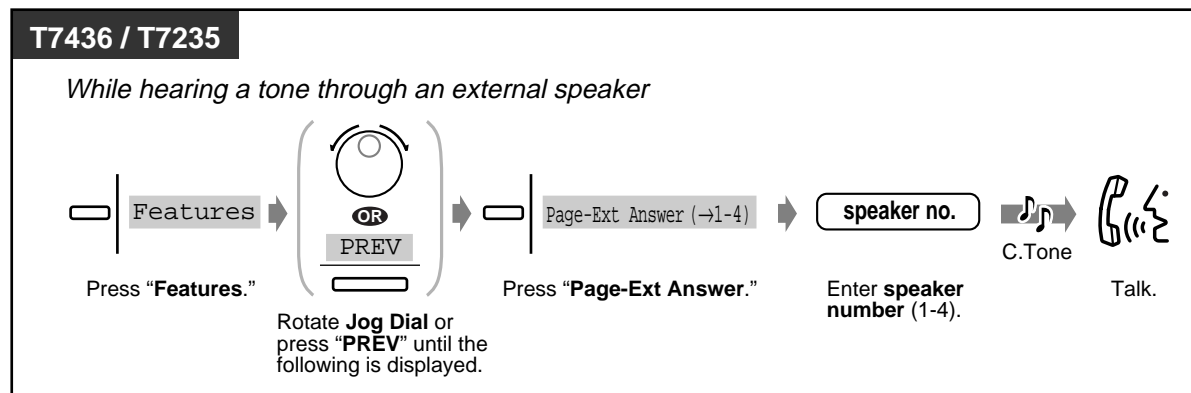 T7436 / T7235
While hearing a tone through an external speaker
Features
OR
PREV
Page-Ext Answer (→1-4)
speaker no.
C.Tone
Press “Features.”
Rotate Jog Dial or
press “PREV” until the
following is displayed.
Press “Page-Ext Answer.”
Enter speaker
number (1-4).
Talk.